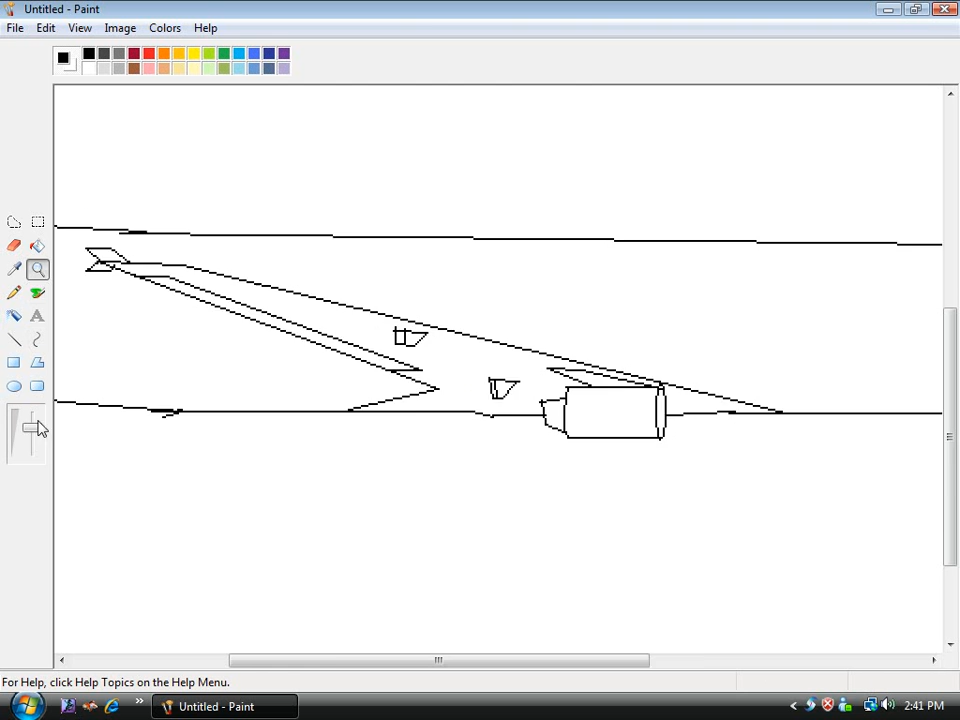 Untitled - Paint
File Edit View Image Colors Help
For Help, click Help Topics on the Help Menu.
Untitled - Paint
2:41 PM